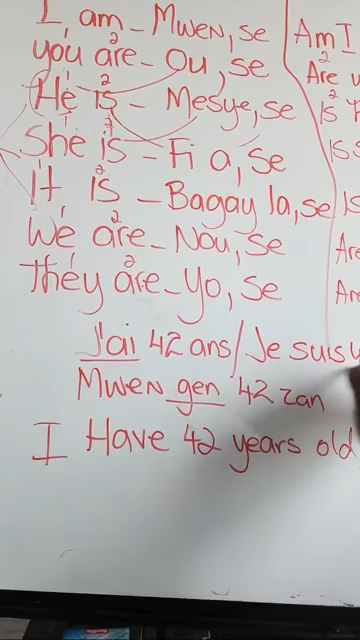 I am - Mwen, se
Am I
you are - Ou, se
Are
He is - Mesye, se
Is
She is - Fi a, se
Is
It is - Bagay la, se
Is
We are - Nou, se
Are
they are - Yo, se
Are
J'ai 42 ans/Je suis
Mwen gen 42 zan
I Have 42 years old